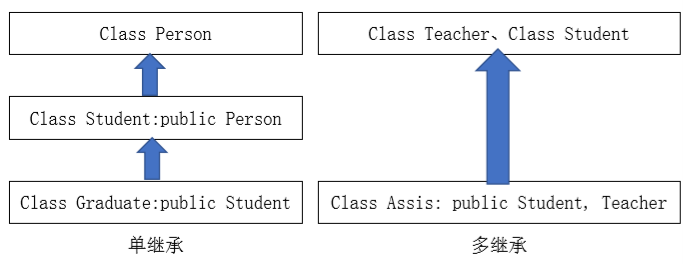 Class Person
Class Student:public Person
Class Graduate:public Student
单继承
Class Teacher、Class Student
Class Assis: public Student, Teacher
多继承